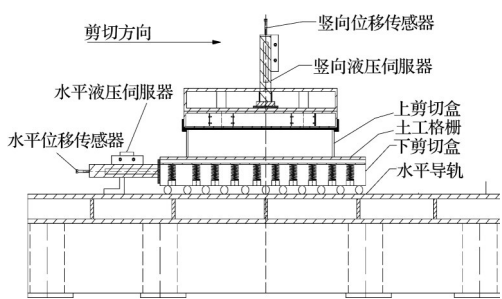 竖向位移传感器
剪切方向
竖向液压伺服器
水平液压伺服器
上剪切盒
土工格栅
水平位移传感器
下剪切盒
水平导轨